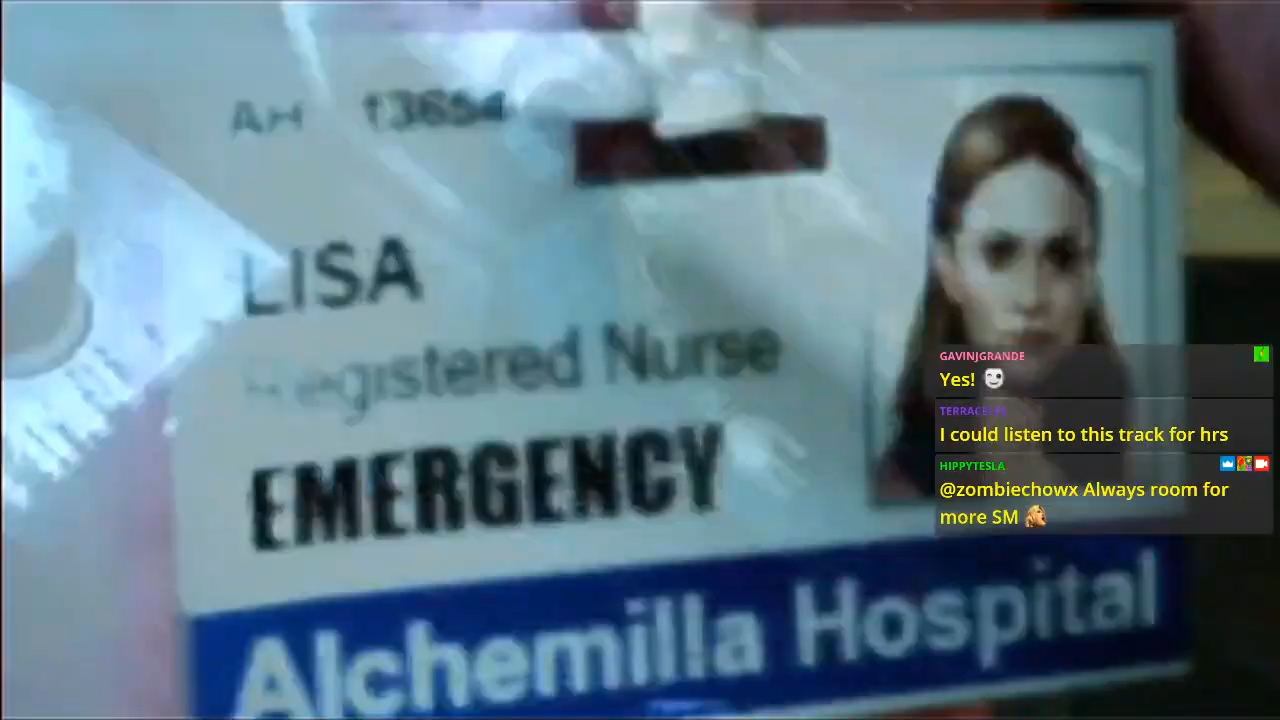 AH 13654
LISA
Registered Nurse
EMERGENCY
Alchemilla Hospital
GAVINJGRANDE
Yes!
I could listen to this track for hrs
HIPPYTESLA
@zombiechowx Always room for
more SM